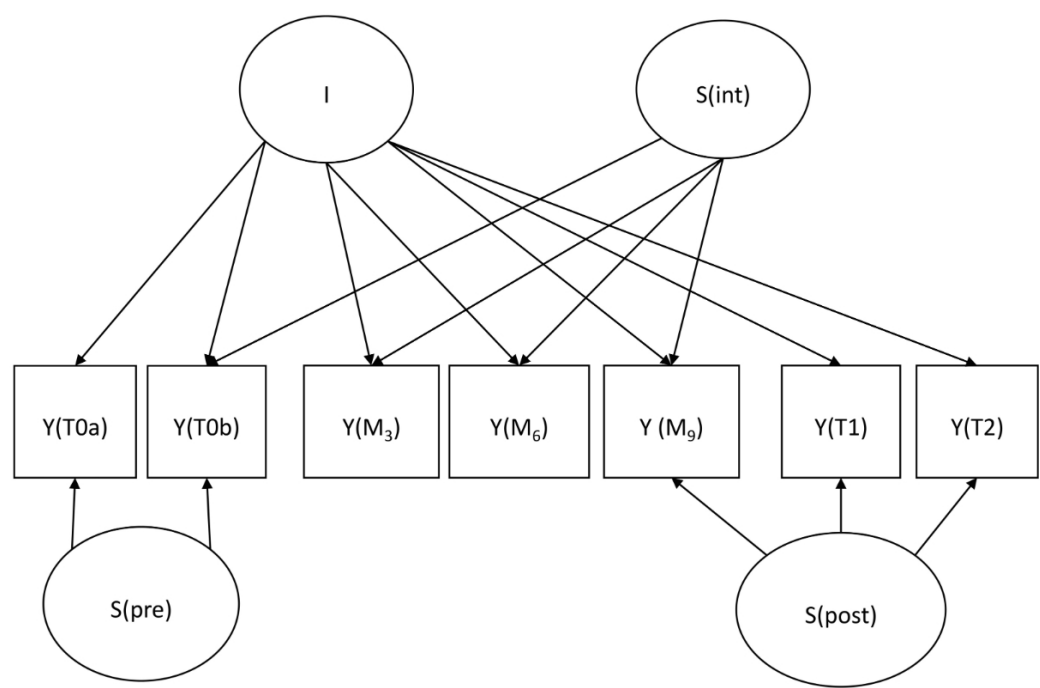 I
S(int)
Y(T0a)
Y(T0b)
Y(M₃)
Y(M₆)
Y (M₉)
Y(T1)
Y(T2)
S(pre)
S(post)